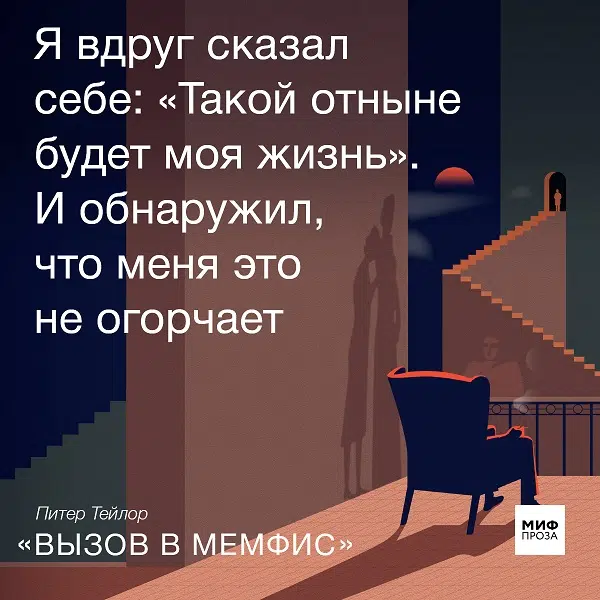 Я вдруг сказал
себе: «Такой отныне
будет моя жизнь».
И обнаружил,
что меня это
не огорчает
Питер Тейлор
«ВЫЗОВ В МЕМФИС»
МИФ
ПРОЗА